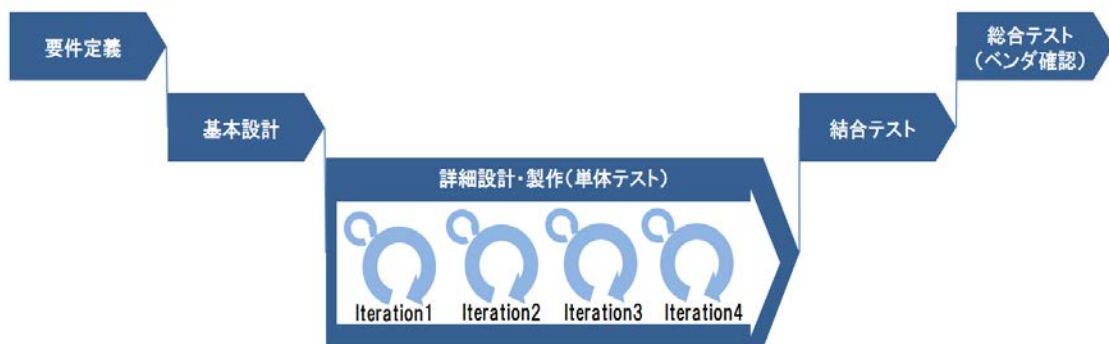 要件定義
基本設計
詳細設計・製作(単体テスト)
Iteration1
Iteration2
Iteration3
Iteration4
結合テスト
総合テスト
(ベンダ確認)